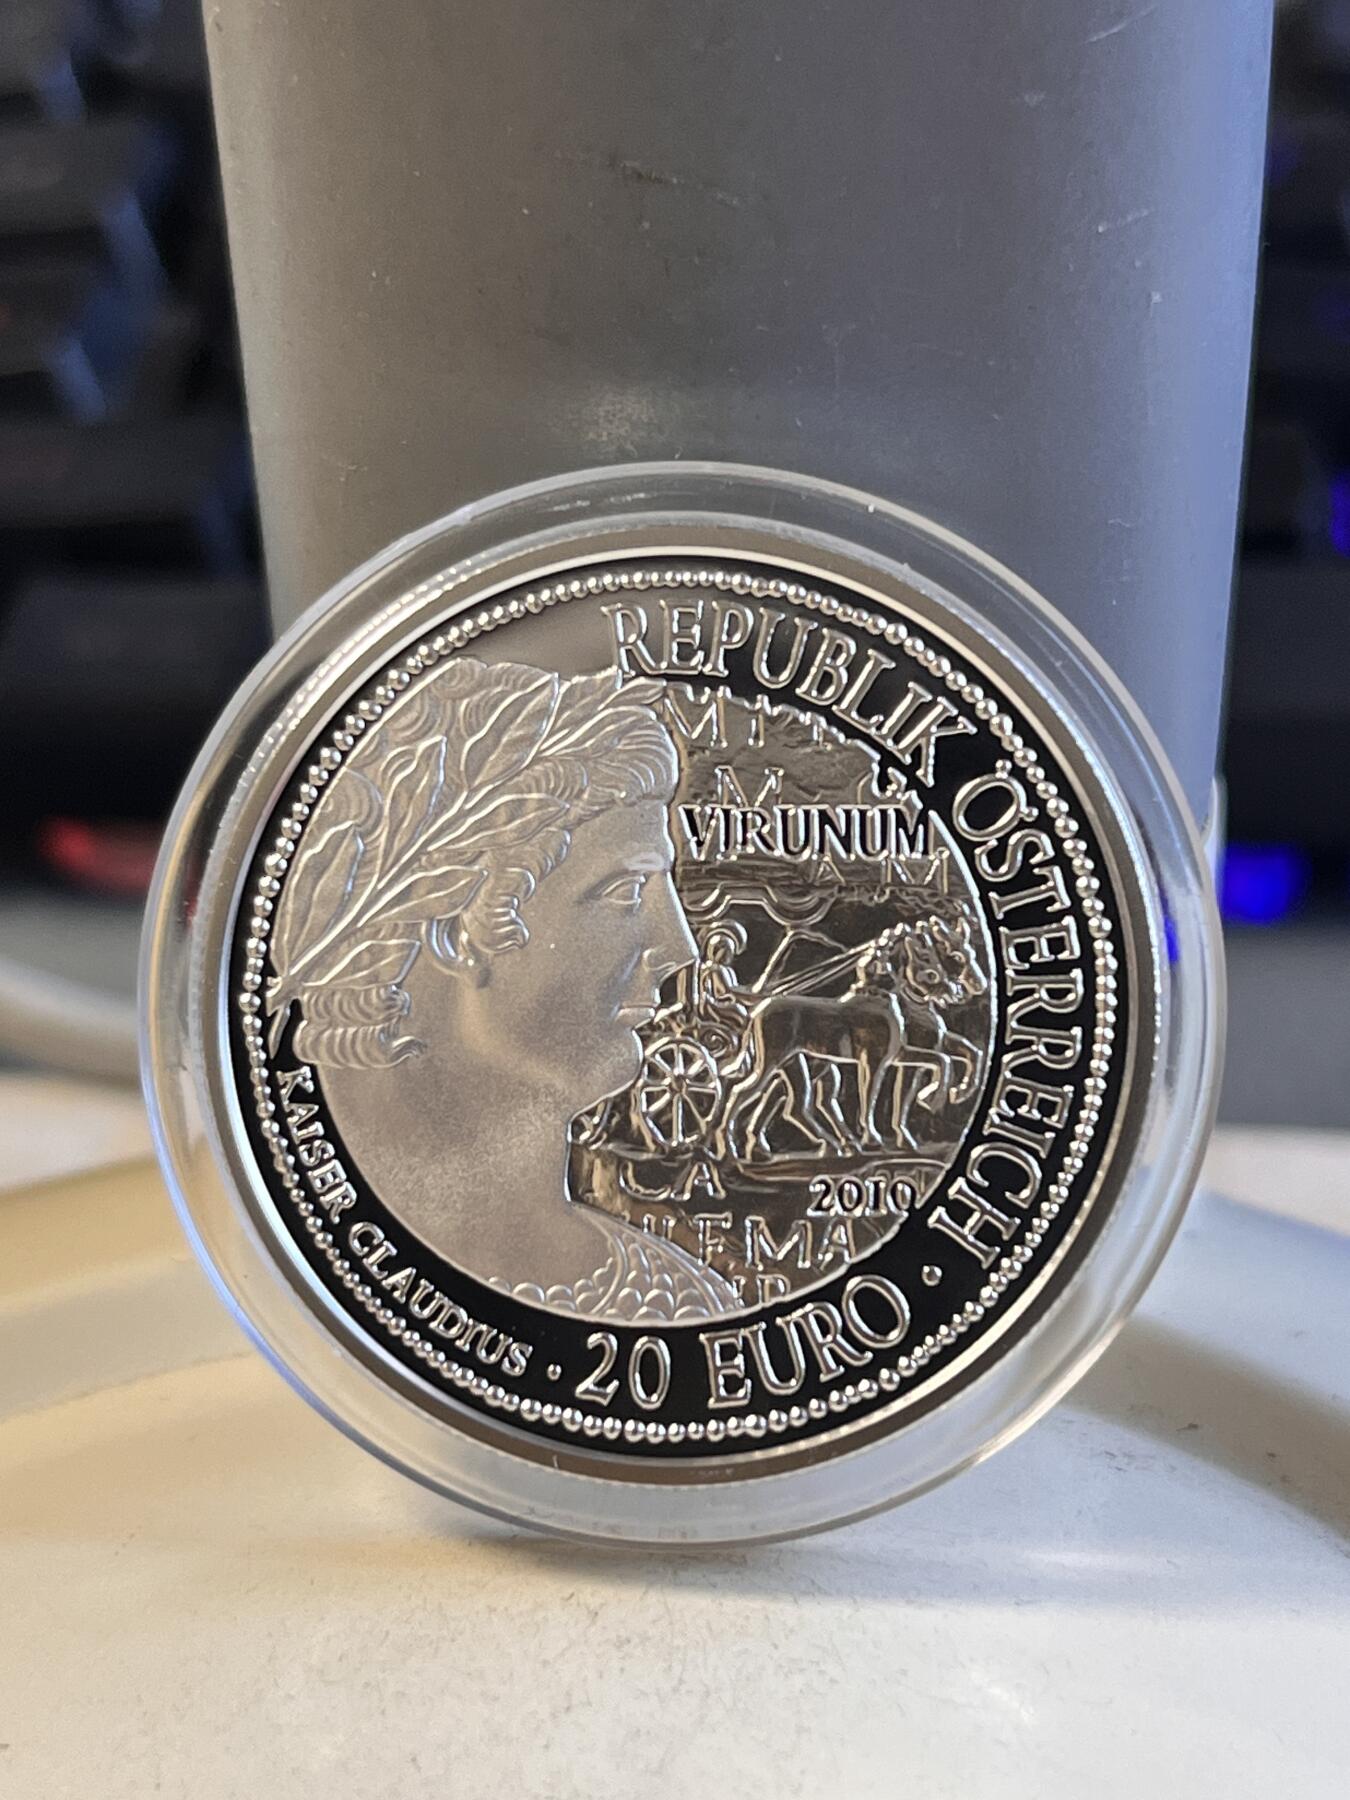 REPUBLIK ÖSTERREICH · 20 EURO · KAISER CLAUDIUS
VIRUNUM
2010